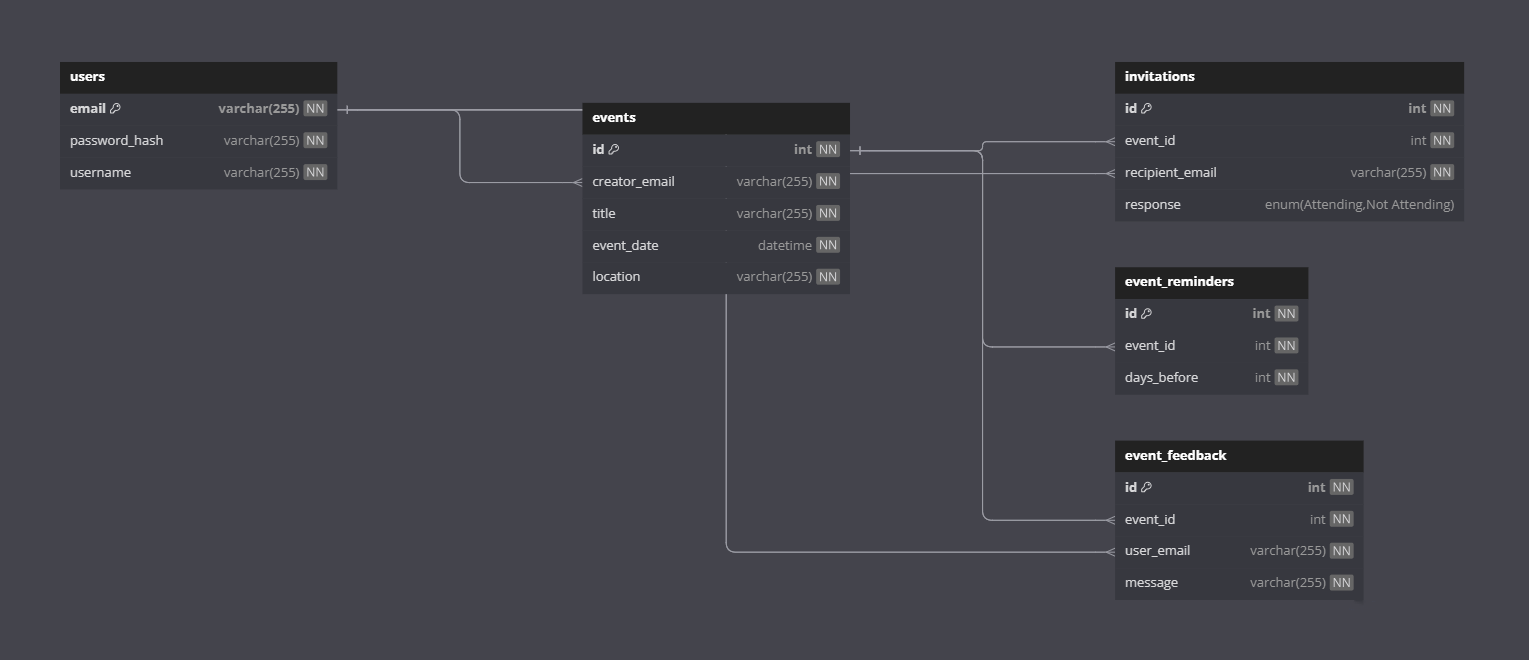 users
email varchar(255) NN
password_hash varchar(255) NN
username varchar(255) NN
events
id int NN
creator_email varchar(255) NN
title varchar(255) NN
event_date datetime NN
location varchar(255) NN
invitations
id int NN
event_id int NN
recipient_email varchar(255) NN
response enum(Attending,Not Attending)
event_reminders
id int NN
event_id int NN
days_before int NN
event_feedback
id int NN
event_id int NN
user_email varchar(255) NN
message varchar(255) NN